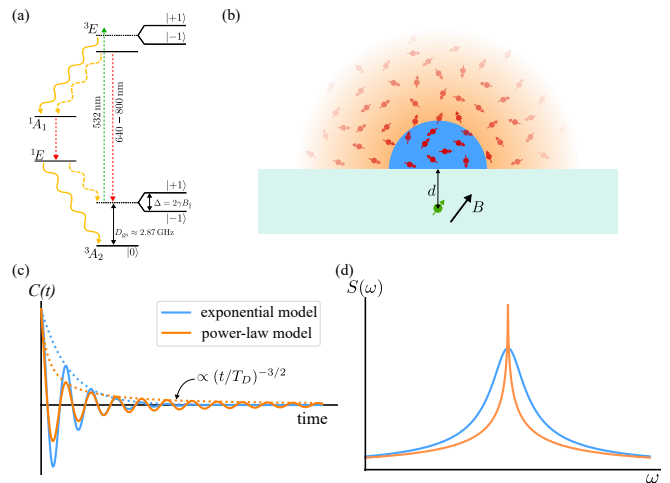 (a)
³E
|+1⟩
|−1⟩
532 nm
640 − 800 nm
¹A₁
¹E
|+1⟩
Δ = 2γB∥
|−1⟩
D_gs ≈ 2.87 GHz
³A₂
|0⟩
(b)
d
B
(c)
C(t)
exponential model
power-law model
∝ (t/T_D)^{−3/2}
time
(d)
S(ω)
ω